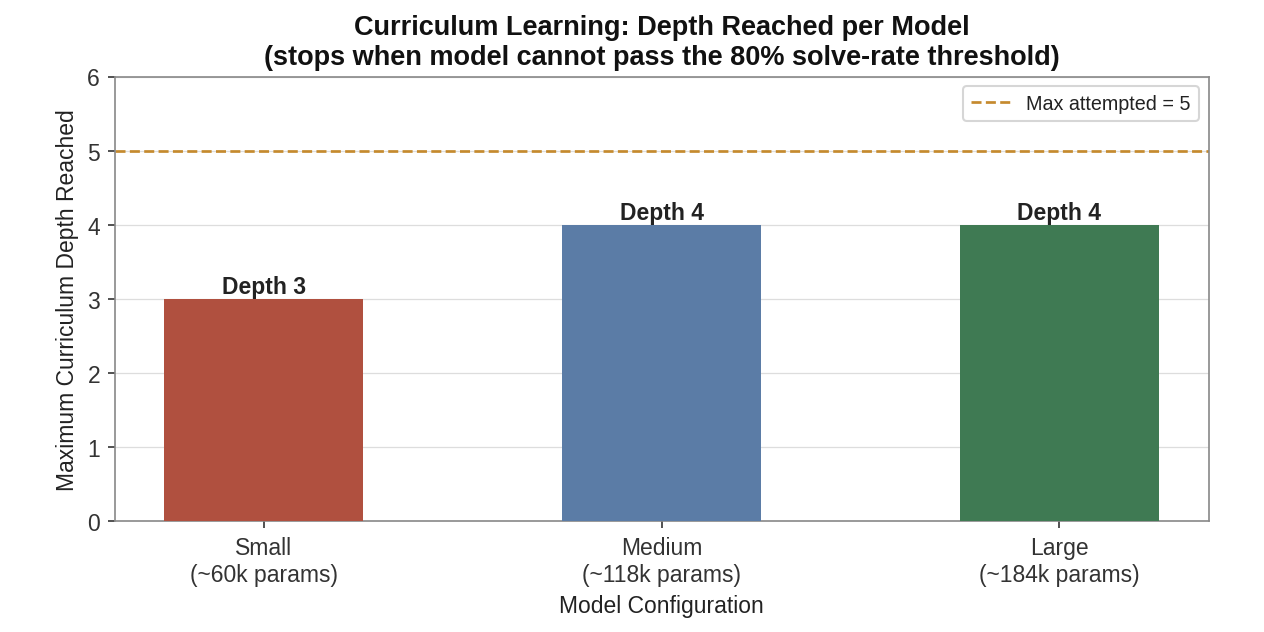 Curriculum Learning: Depth Reached per Model
(stops when model cannot pass the 80% solve-rate threshold)
Max attempted = 5
Maximum Curriculum Depth Reached
6
5
4
3
2
1
0
Depth 3
Depth 4
Depth 4
Small
(~60k params)
Medium
(~118k params)
Large
(~184k params)
Model Configuration